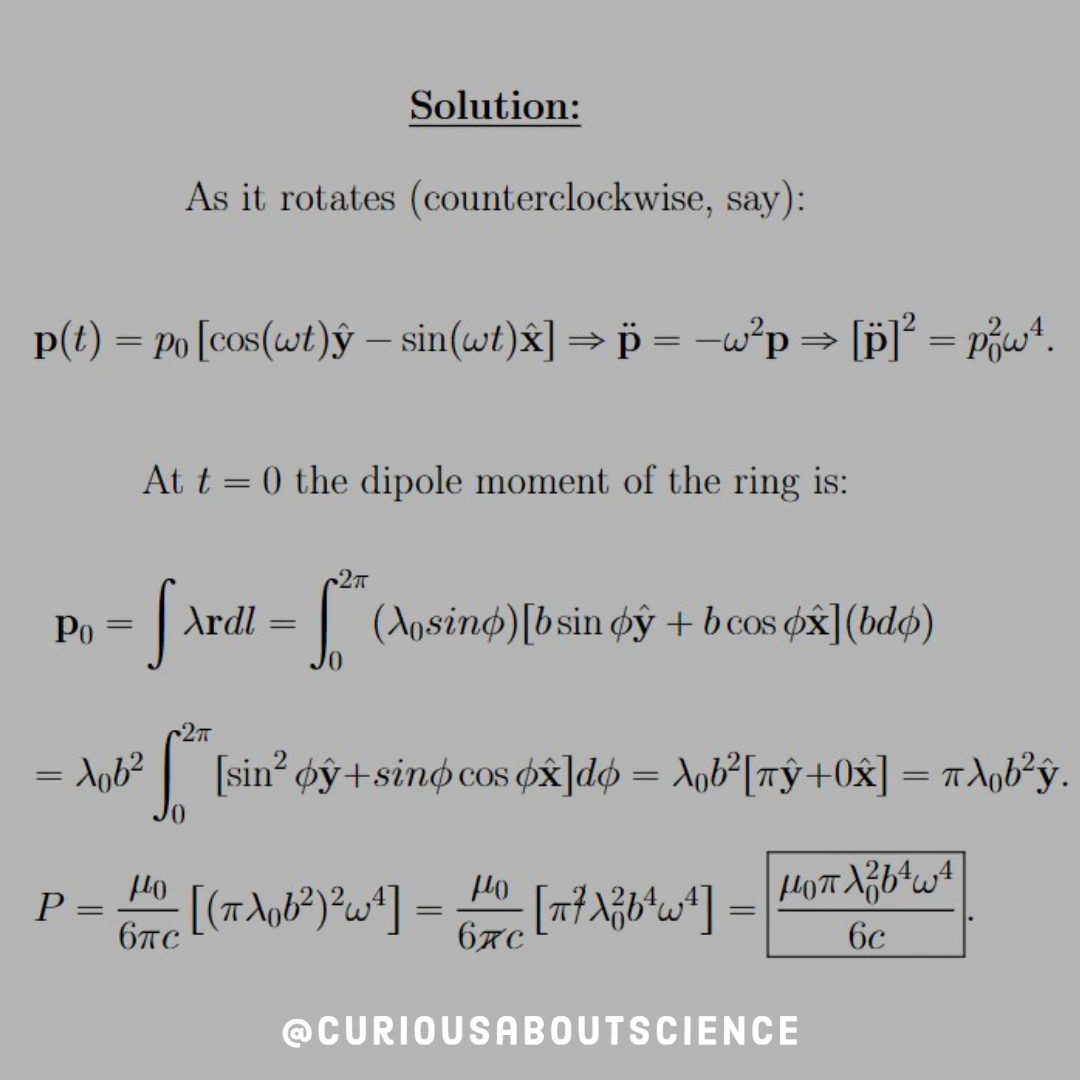 Solution:
As it rotates (counterclockwise, say):
p(t) = p₀ [cos(ωt)ŷ − sin(ωt)x̂] ⇒ p̈ = −ω²p ⇒ [p̈]² = p₀²ω⁴.
At t = 0 the dipole moment of the ring is:
p₀ = ∫ λrdl = ∫₀^{2π} (λ₀sinϕ)[b sin ϕŷ + b cos ϕx̂](bdϕ)
= λ₀b² ∫₀^{2π} [sin² ϕŷ+sinϕ cos ϕx̂]dϕ = λ₀b²[πŷ+0x̂] = πλ₀b²ŷ.
P = μ₀/6πc [(πλ₀b²)²ω⁴] = μ₀/6πc [π²λ₀²b⁴ω⁴] = μ₀πλ₀²b⁴ω⁴/6c.
@CURIOUSABOUTSCIENCE